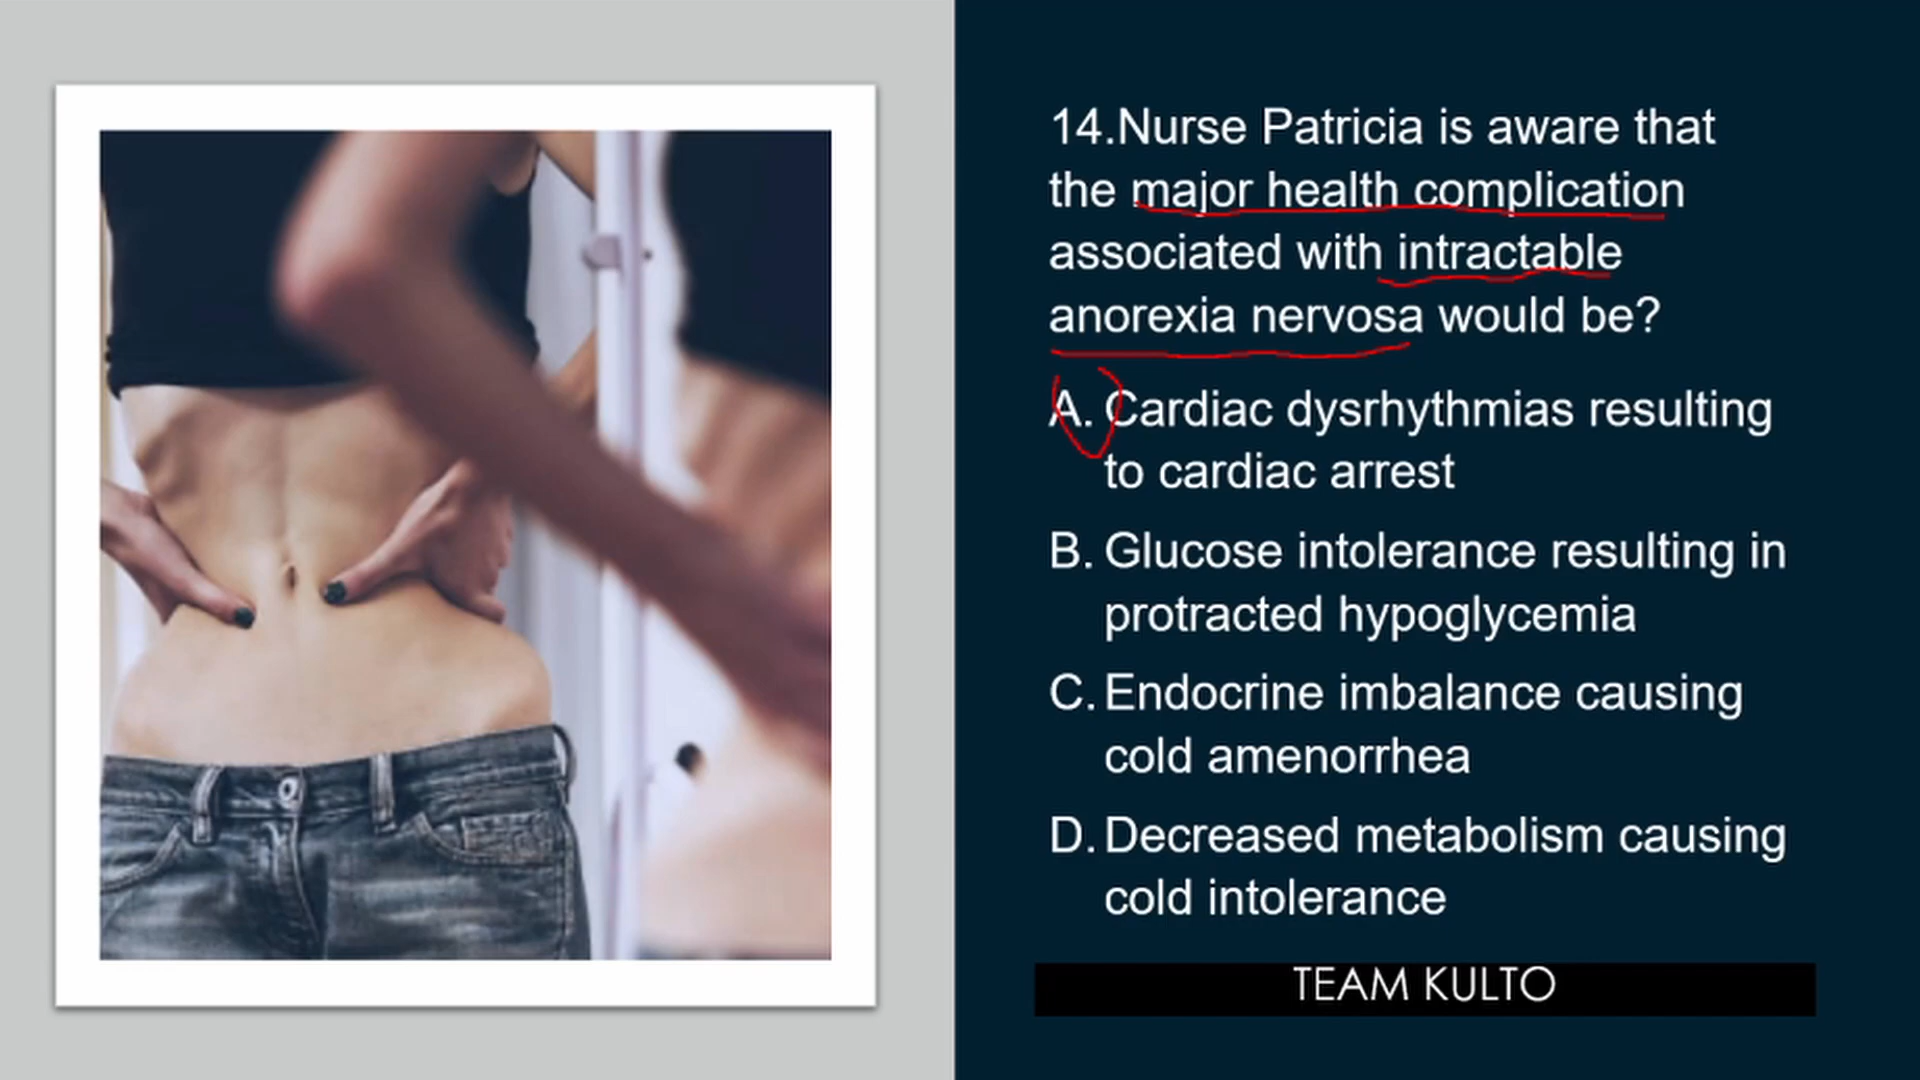 14.Nurse Patricia is aware that
the major health complication
associated with intractable
anorexia nervosa would be?
A. Cardiac dysrhythmias resulting
to cardiac arrest
B. Glucose intolerance resulting in
protracted hypoglycemia
C. Endocrine imbalance causing
cold amenorrhea
D. Decreased metabolism causing
cold intolerance
TEAM KULTO